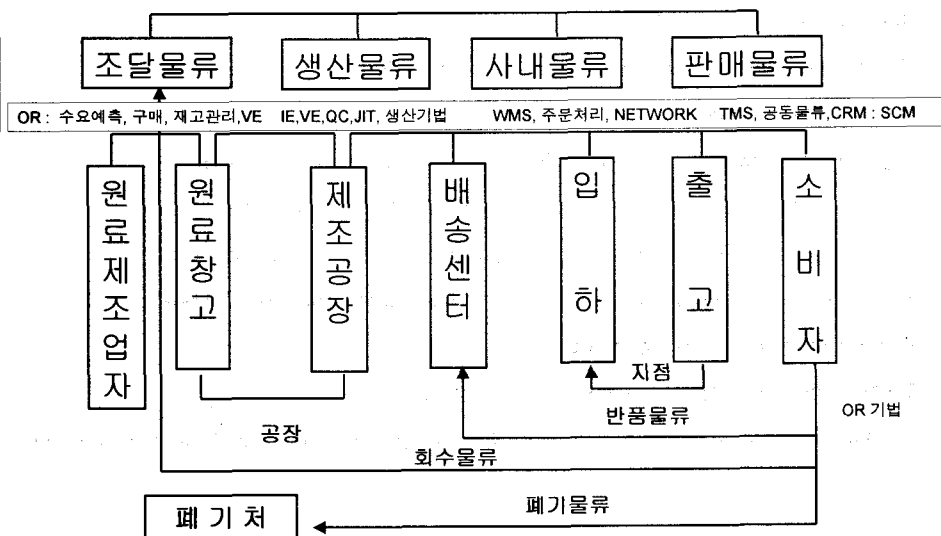 조달물류 생산물류 사내물류 판매물류
OR : 수요예측, 구매, 재고관리,VE IE,VE,QC,JIT, 생산기법 WMS, 주문처리, NETWORK TMS, 공동물류,CRM : SCM
원료제조업자
원료창고
제조공장
배송센터
입하
출고
소비자
지점
반품물류
OR 기법
공장
회수물류
폐기물류
폐기처